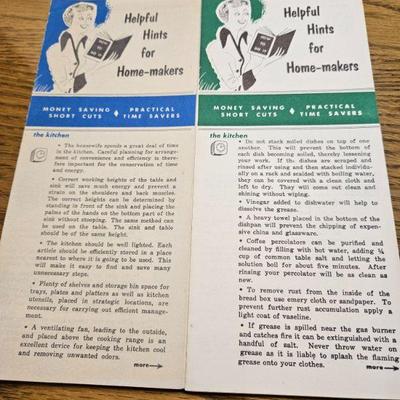 Helpful
Hints
for
Home-makers
MONEY SAVING
SHORT CUTS
PRACTICAL
TIME SAVERS
the kitchen
• The housewife spends a great deal of time
in the kitchen. Careful planning for arrange-
ment of convenience and efficiency is there-
fore important for the conservation of time
and energy.
• Correct working heights of the table and
sink will save much energy and prevent a
strain on the shoulders and back muscles.
The correct heights can be determined by
standing in front of the sink and placing the
palms of the hands on the bottom part of the
sink without stooping. The same method can
be used on the table. The sink and table
should be of the same height.
• The kitchen should be well lighted. Each
article should be efficiently stored in a place
nearest to where it is going to be used. This
will make it easy to find and save many
unnecessary steps.
• Plenty of shelves and storage bin space for
trays, plates and platters as well as kitchen
utensils, placed in strategic locations, are
necessary for carrying out efficient manage-
ment.
• A ventilating fan, leading to the outside,
and placed above the cooking range is an
excellent device for keeping the kitchen cool
and removing unwanted odors.
more
Helpful
Hints
for
Home-makers
MONEY SAVING
SHORT CUTS
PRACTICAL
TIME SAVERS
the kitchen
• Do not stack soiled dishes on top of one
another. This will prevent the bottom of
each dish becoming soiled, thereby lessening
your work. If the dishes are scraped and
rinsed after using and then stacked individu-
ally on a rack and scalded with boiling water,
they can be covered with a clean cloth and
left to dry. They will come out clean and
shining without wiping.
• Vinegar added to dishwater will help to
dissolve the grease.
• A heavy towel placed in the bottom of the
dishpan will prevent the chipping of expen-
sive china and glassware.
• Coffee percolators can be purified and
cleaned by filling with hot water, adding ¼
cup of common table salt and letting the
solution boil for about five minutes. After
rinsing your percolator will be as clean as
new.
• To remove rust from the inside of the
bread box use emery cloth or sandpaper. To
prevent further rust accumulation apply a
light coat of vaseline.
• If grease is spilled near the gas burner
and catches fire it can be extinguished with a
handful of salt. Never throw water on
grease as it is liable to splash the flaming
grease onto your clothes.
more